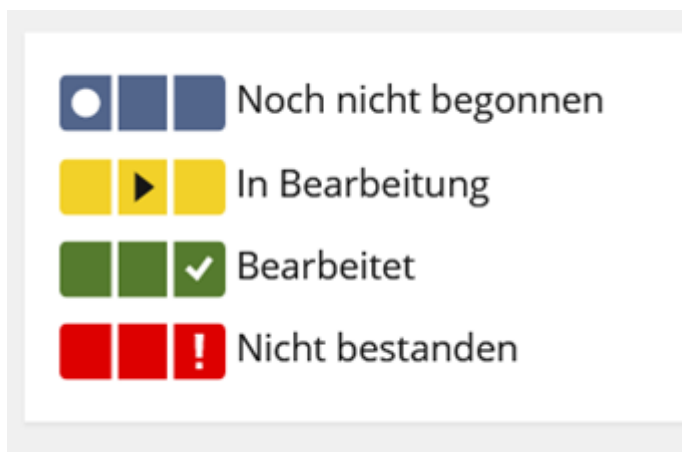 Noch nicht begonnen
In Bearbeitung
Bearbeitet
! Nicht bestanden